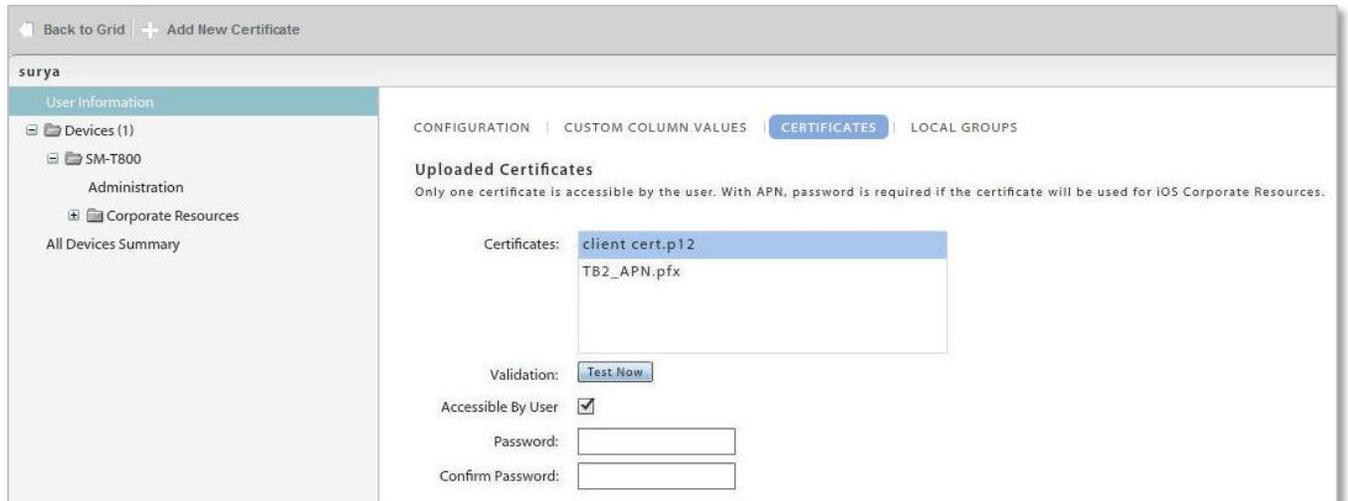 Back to Grid Add New Certificate
surya
User Information
Devices (1)
SM-T800
Administration
Corporate Resources
All Devices Summary
CONFIGURATION | CUSTOM COLUMN VALUES | CERTIFICATES | LOCAL GROUPS
Uploaded Certificates
Only one certificate is accessible by the user. With APN, password is required if the certificate will be used for iOS Corporate Resources.
Certificates:
client cert.p12
TB2_APN.pfx
Validation: Test Now
Accessible By User
Password:
Confirm Password: